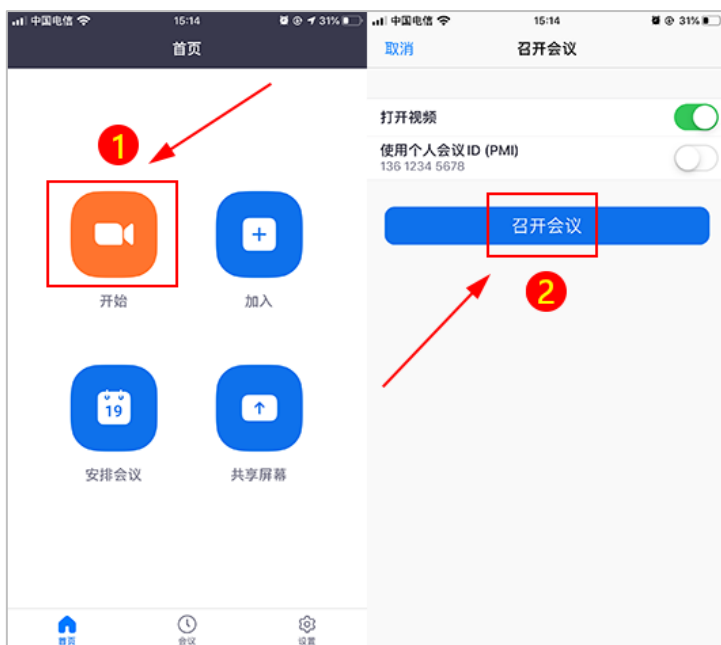 中国电信 15:14 31%
首页
1
开始
加入
19
安排会议
共享屏幕
首页
会议
设置
中国电信 15:14 31%
取消 召开会议
打开视频
使用个人会议 ID (PMI)
136 1234 5678
召开会议
2